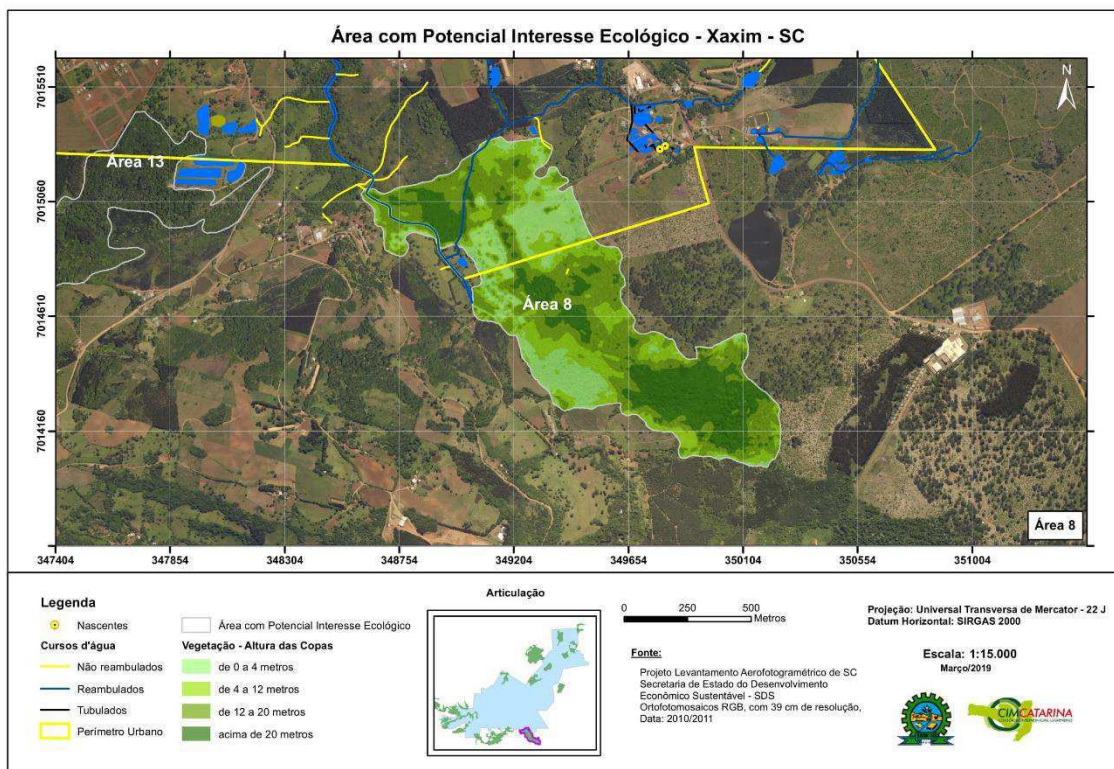 Área com Potencial Interesse Ecológico - Xaxim - SC
7015510
7015060
7014610
7014160
N
Área 13
Área 8
Área 8
347404
347854
348304
348754
349204
349654
350104
350554
351004
Legenda
Nascentes
Cursos d'água
Não reambulados
Reambulados
Tubulados
Perímetro Urbano
Área com Potencial Interesse Ecológico
Vegetação - Altura das Copas
de 0 a 4 metros
de 4 a 12 metros
de 12 a 20 metros
acima de 20 metros
Articulação
0 250 500
Metros
Fonte:
Projeto Levantamento Aerofotogramétrico de SC
Secretaria de Estado do Desenvolvimento
Econômico Sustentável - SDS
Ortofotomosaicos RGB, com 39 cm de resolução,
Data: 2010/2011
Projeção: Universal Transversa de Mercator - 22 J
Datum Horizontal: SIRGAS 2000
Escala: 1:15.000
Março/2019
CIMCATARINA